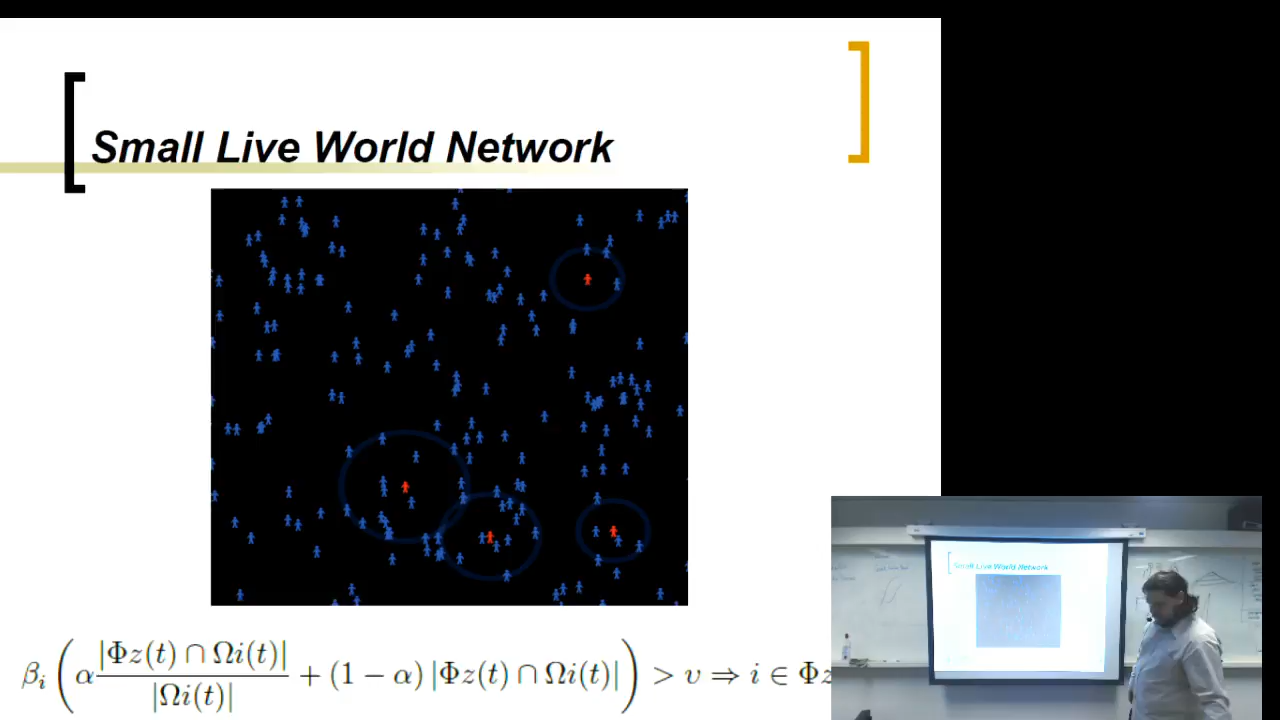 Small Live World Network
βᵢ ( α |Φz(t) ∩ Ωi(t)| / |Ωi(t)| + (1 − α) |Φz(t) ∩ Ωi(t)| ) > v ⇒ i ∈ Φz
Small Live World Network